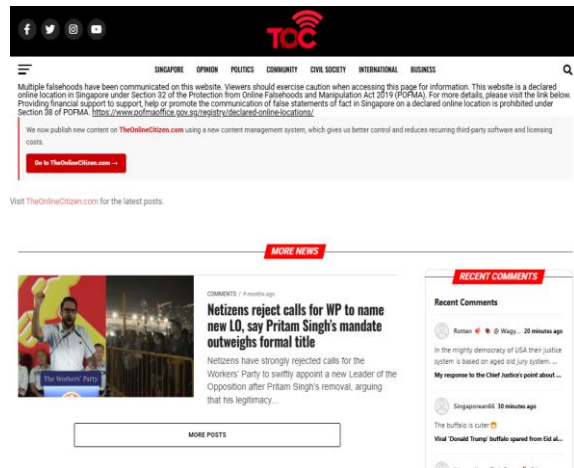 TOC
SINGAPORE OPINION POLITICS COMMUNITY CIVIL SOCIETY INTERNATIONAL BUSINESS
Multiple falsehoods have been communicated on this website. Viewers should exercise caution when accessing this page for information. This website is a declared
online location in Singapore under Section 32 of the Protection from Online Falsehoods and Manipulation Act 2019 (POFMA). For more details, please visit the link below.
Providing financial support to support, help or promote the communication of false statements of fact in Singapore on a declared online location is prohibited under
Section 38 of POFMA. https://www.pofmaoffice.gov.sg/registry/declared-online-locations/
We now publish new content on TheOnlineCitizen.com using a new content management system, which gives us better control and reduces recurring third-party software and licensing
costs.
Go to TheOnlineCitizen.com →
Visit TheOnlineCitizen.com for the latest posts.
MORE NEWS
The Workers' Party
COMMENTS / 4 months ago
Netizens reject calls for WP to name
new LO, say Pritam Singh's mandate
outweighs formal title
Netizens have strongly rejected calls for the
Workers' Party to swiftly appoint a new Leader of the
Opposition after Pritam Singh's removal, arguing
that his legitimacy...
MORE POSTS
RECENT COMMENTS
Recent Comments
Rotten @ Wagy... 20 minutes ago
In the mighty democracy of USA their justice
system is based on aged old jury system. ...
My response to the Chief Justice's point about ...
Singaporean66 30 minutes ago
The buffalo is cuter
Viral 'Donald Trump' buffalo spared from Eid al...